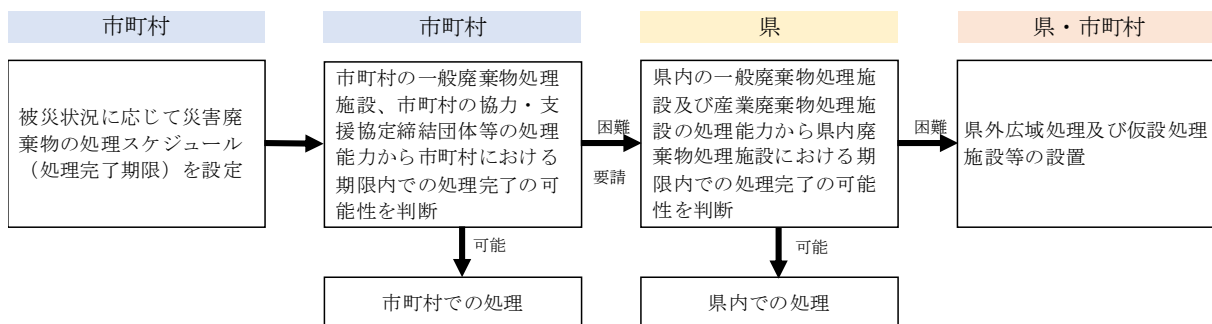 市町村
市町村
県
県・市町村
被災状況に応じて災害廃
棄物の処理スケジュール
（処理完了期限）を設定
市町村の一般廃棄物処理
施設、市町村の協力・支
援協定締結団体等の処理
能力から市町村における
期限内での処理完了の可
能性を判断
困難
要請
県内の一般廃棄物処理施
設及び産業廃棄物処理施
設の処理能力から県内廃
棄物処理施設における期
限内での処理完了の可能
性を判断
困難
県外広域処理及び仮設処理
施設等の設置
可能
可能
市町村での処理
県内での処理